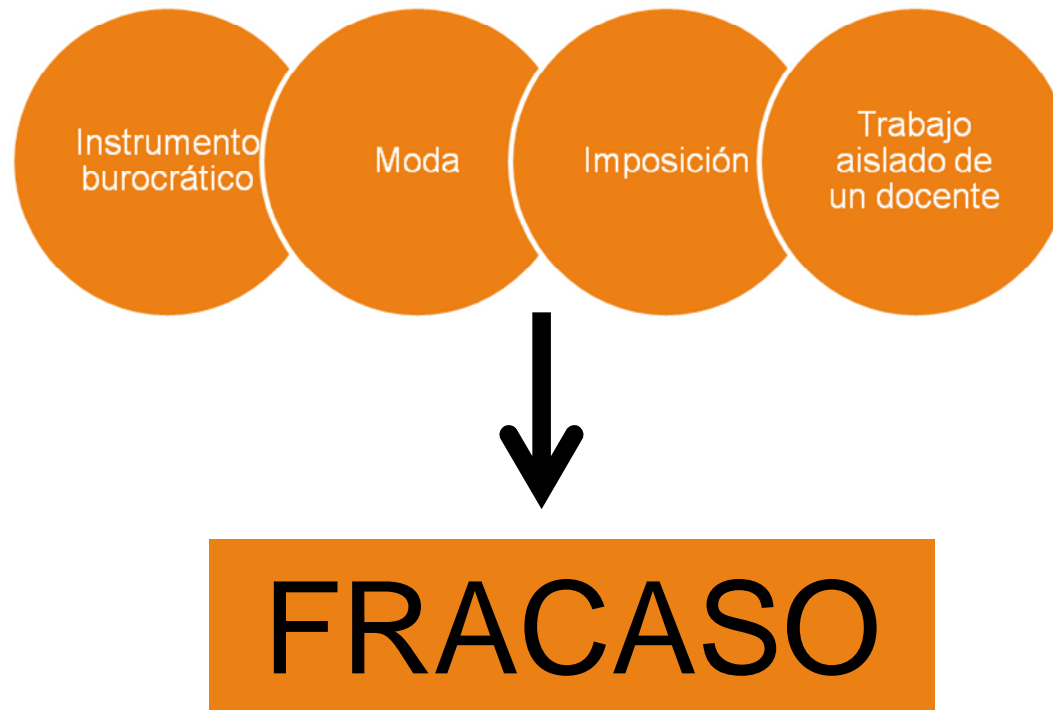 Instrumento
burocrático
Moda
Imposición
Trabajo
aislado de
un docente
FRACASO